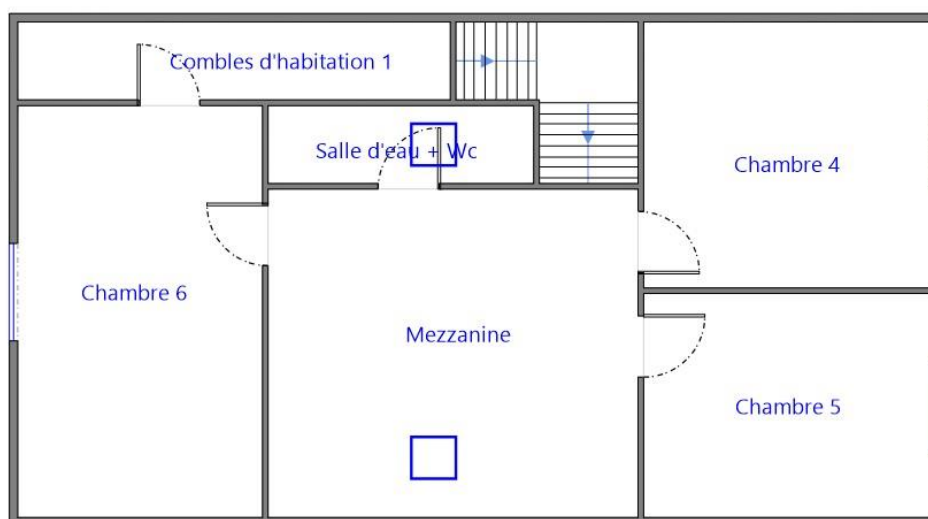 Combles d'habitation 1
Salle d'eau + Wc
Chambre 4
Chambre 6
Mezzanine
Chambre 5